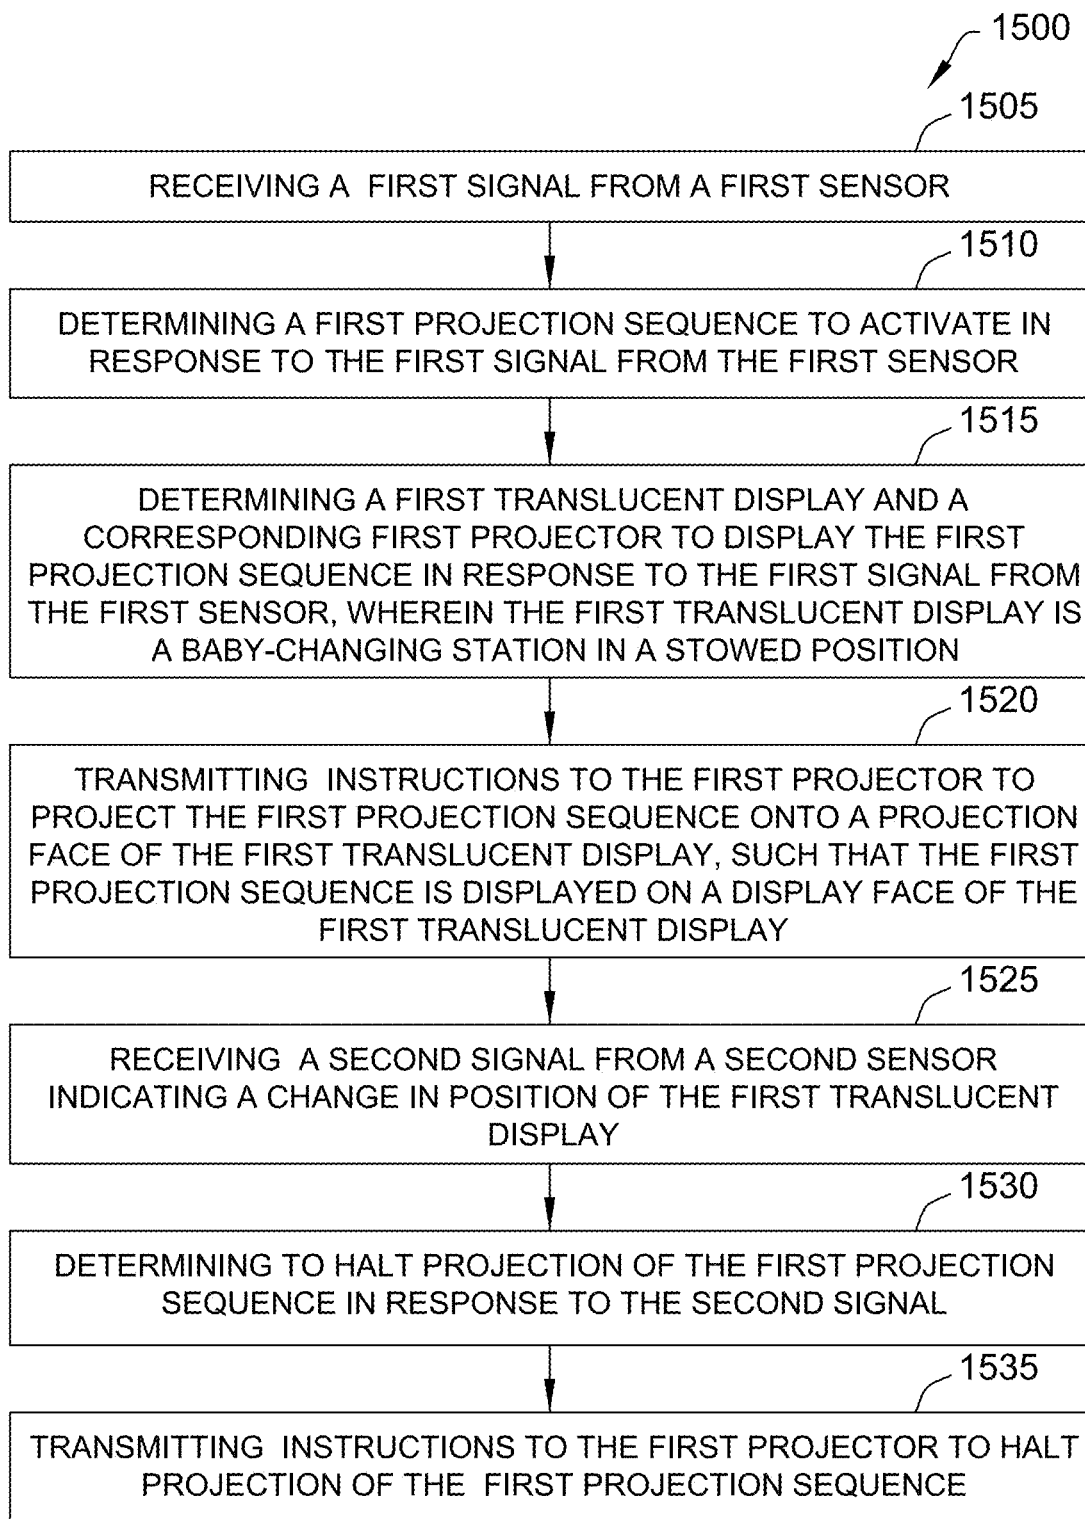 1500
1505
RECEIVING A FIRST SIGNAL FROM A FIRST SENSOR
1510
DETERMINING A FIRST PROJECTION SEQUENCE TO ACTIVATE IN
RESPONSE TO THE FIRST SIGNAL FROM THE FIRST SENSOR
1515
DETERMINING A FIRST TRANSLUCENT DISPLAY AND A
CORRESPONDING FIRST PROJECTOR TO DISPLAY THE FIRST
PROJECTION SEQUENCE IN RESPONSE TO THE FIRST SIGNAL FROM
THE FIRST SENSOR, WHEREIN THE FIRST TRANSLUCENT DISPLAY IS
A BABY-CHANGING STATION IN A STOWED POSITION
1520
TRANSMITTING INSTRUCTIONS TO THE FIRST PROJECTOR TO
PROJECT THE FIRST PROJECTION SEQUENCE ONTO A PROJECTION
FACE OF THE FIRST TRANSLUCENT DISPLAY, SUCH THAT THE FIRST
PROJECTION SEQUENCE IS DISPLAYED ON A DISPLAY FACE OF THE
FIRST TRANSLUCENT DISPLAY
1525
RECEIVING A SECOND SIGNAL FROM A SECOND SENSOR
INDICATING A CHANGE IN POSITION OF THE FIRST TRANSLUCENT
DISPLAY
1530
DETERMINING TO HALT PROJECTION OF THE FIRST PROJECTION
SEQUENCE IN RESPONSE TO THE SECOND SIGNAL
1535
TRANSMITTING INSTRUCTIONS TO THE FIRST PROJECTOR TO HALT
PROJECTION OF THE FIRST PROJECTION SEQUENCE